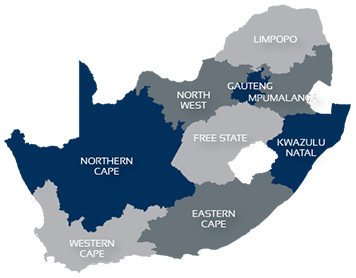 LIMPOPO
GAUTENG
MPUMALANGA
NORTH
WEST
FREE STATE
KWAZULU
NATAL
NORTHERN
CAPE
EASTERN
CAPE
WESTERN
CAPE